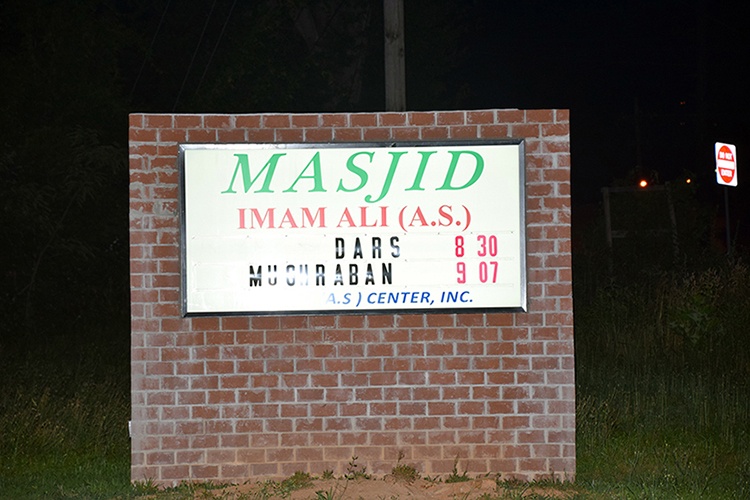 MASJID
IMAM ALI (A.S.)
DARS 8 30
MUGHRABAN 9 07
A.S ) CENTER, INC.